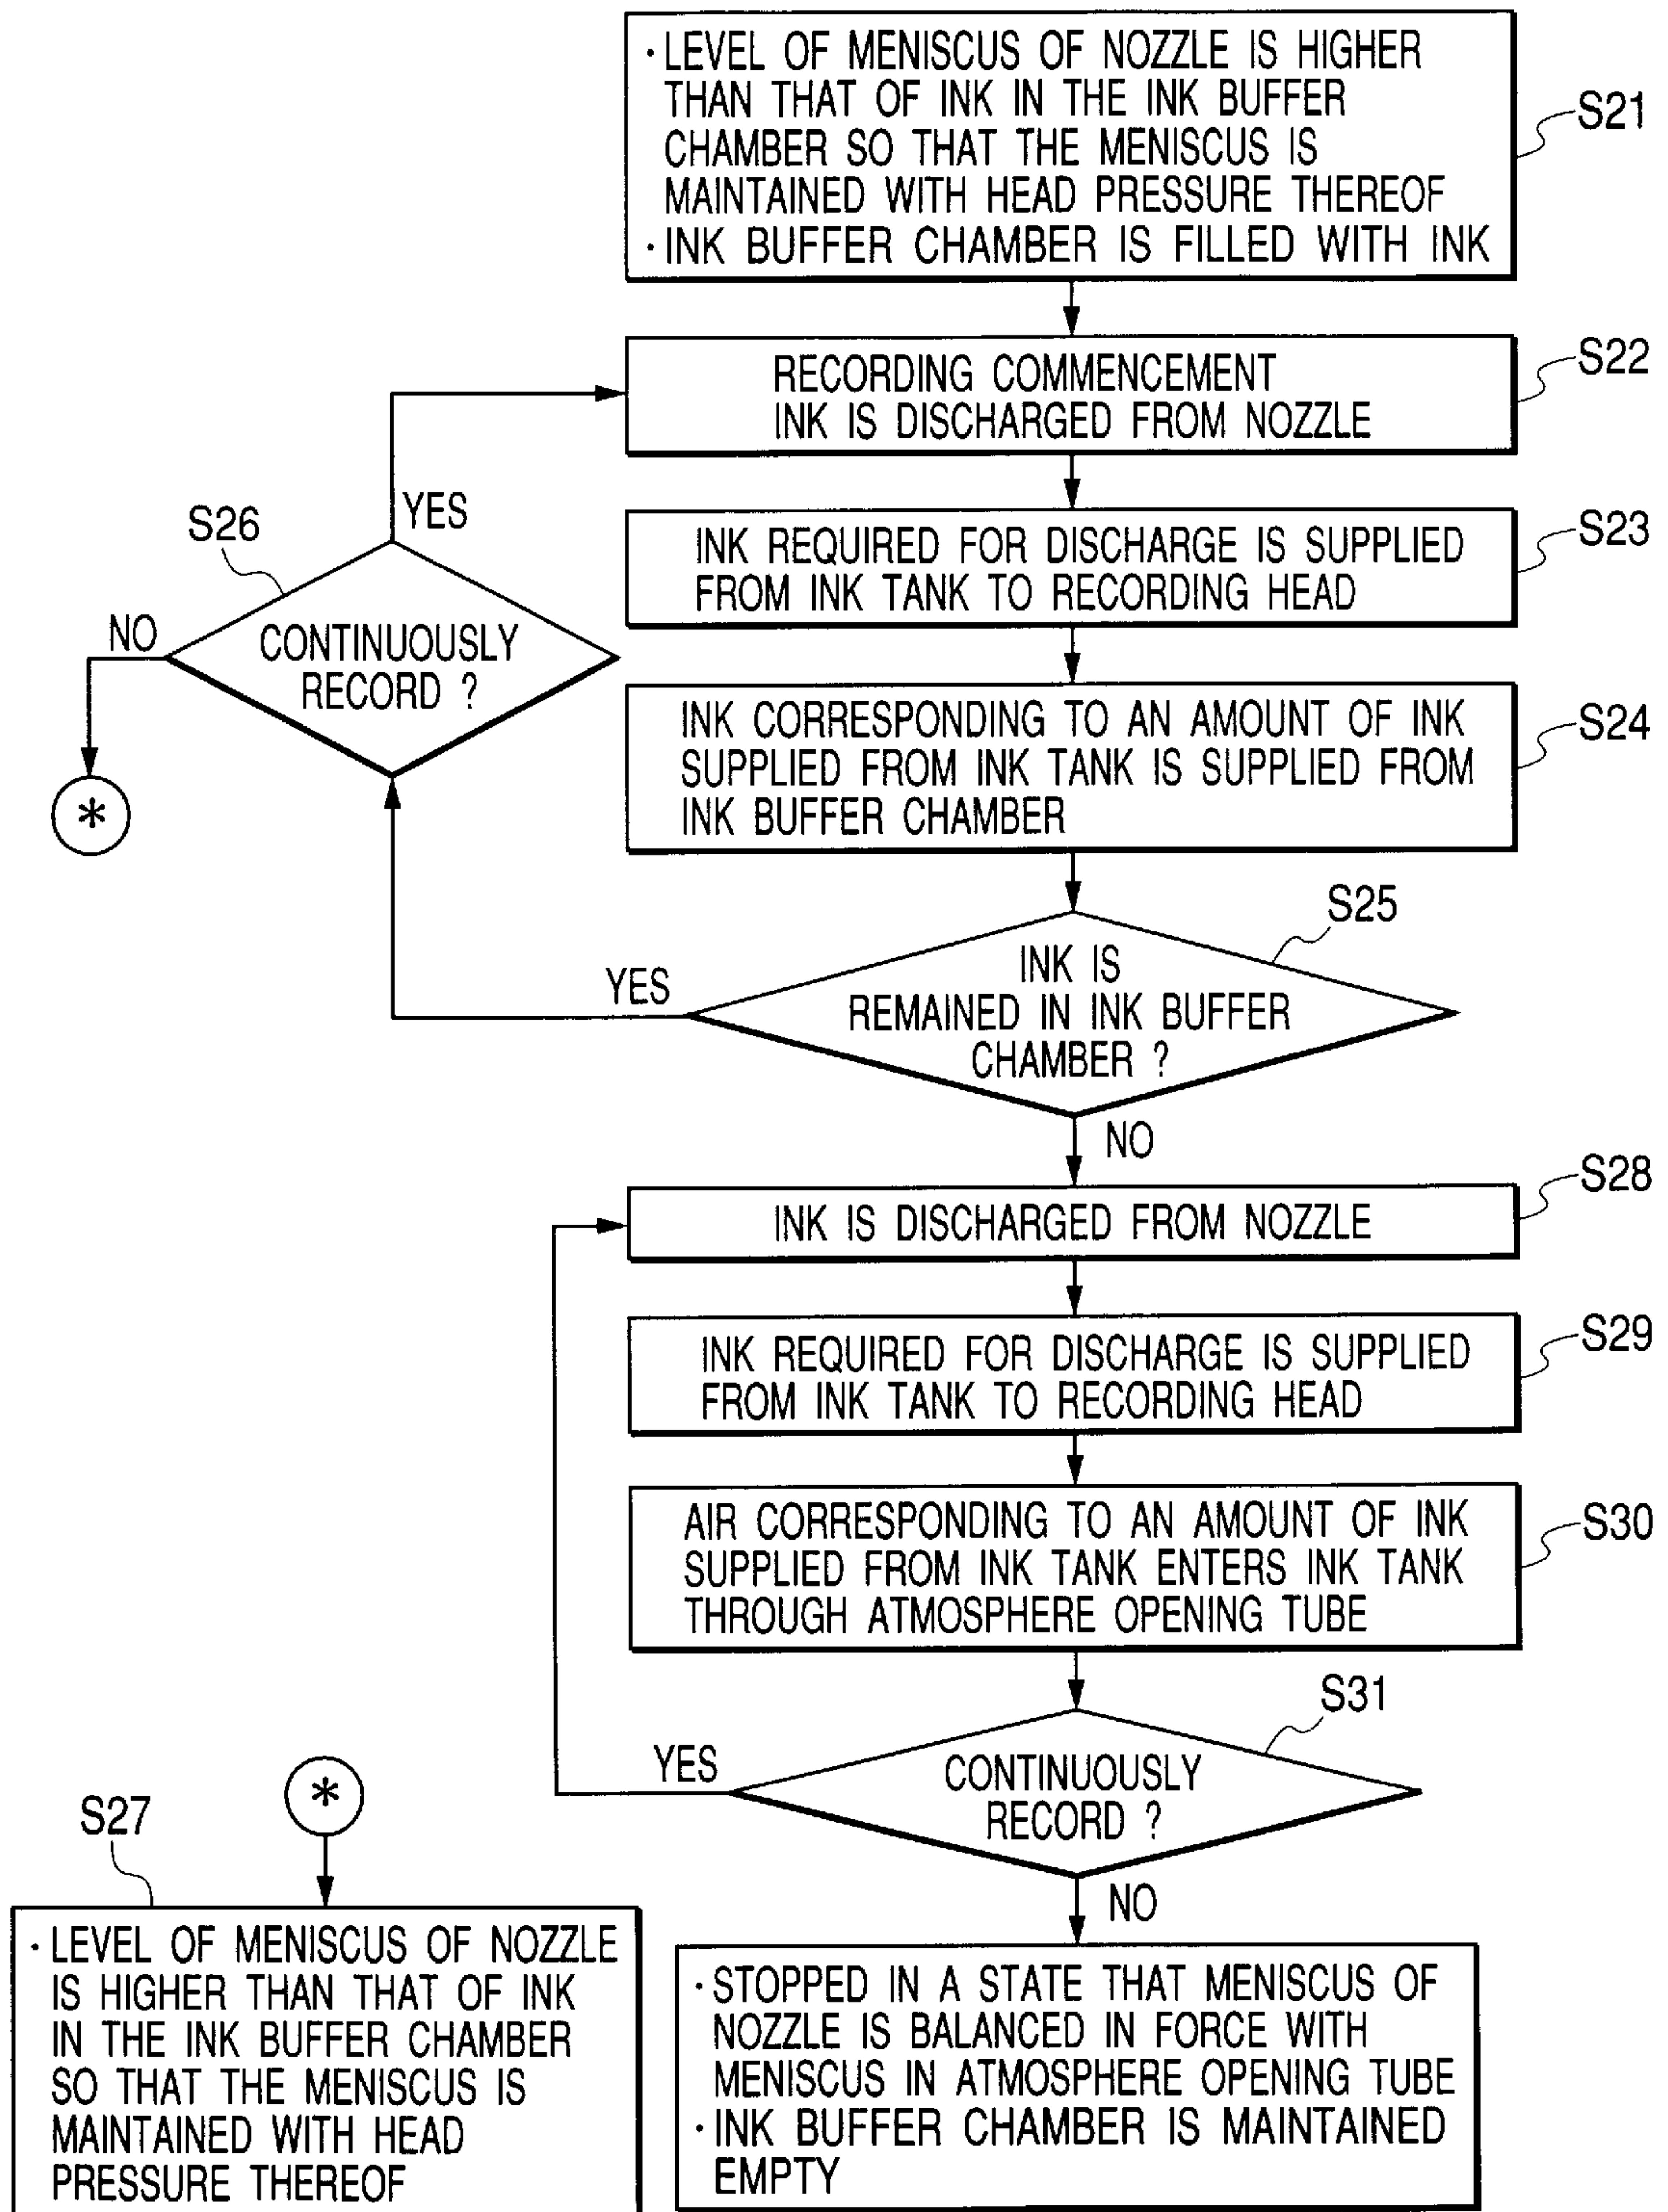 · LEVEL OF MENISCUS OF NOZZLE IS HIGHER
THAN THAT OF INK IN THE INK BUFFER
CHAMBER SO THAT THE MENISCUS IS
MAINTAINED WITH HEAD PRESSURE THEREOF
· INK BUFFER CHAMBER IS FILLED WITH INK
S21
RECORDING COMMENCEMENT
INK IS DISCHARGED FROM NOZZLE
S22
INK REQUIRED FOR DISCHARGE IS SUPPLIED
FROM INK TANK TO RECORDING HEAD
S23
INK CORRESPONDING TO AN AMOUNT OF INK
SUPPLIED FROM INK TANK IS SUPPLIED FROM
INK BUFFER CHAMBER
S24
INK IS
REMAINED IN INK BUFFER
CHAMBER ?
S25
YES
NO
CONTINUOUSLY
RECORD ?
S26
YES
NO
*
INK IS DISCHARGED FROM NOZZLE
S28
INK REQUIRED FOR DISCHARGE IS SUPPLIED
FROM INK TANK TO RECORDING HEAD
S29
AIR CORRESPONDING TO AN AMOUNT OF INK
SUPPLIED FROM INK TANK ENTERS INK TANK
THROUGH ATMOSPHERE OPENING TUBE
S30
CONTINUOUSLY
RECORD ?
S31
YES
NO
*
S27
· LEVEL OF MENISCUS OF NOZZLE
IS HIGHER THAN THAT OF INK
IN THE INK BUFFER CHAMBER
SO THAT THE MENISCUS IS
MAINTAINED WITH HEAD
PRESSURE THEREOF
· STOPPED IN A STATE THAT MENISCUS OF
NOZZLE IS BALANCED IN FORCE WITH
MENISCUS IN ATMOSPHERE OPENING TUBE
· INK BUFFER CHAMBER IS MAINTAINED
EMPTY